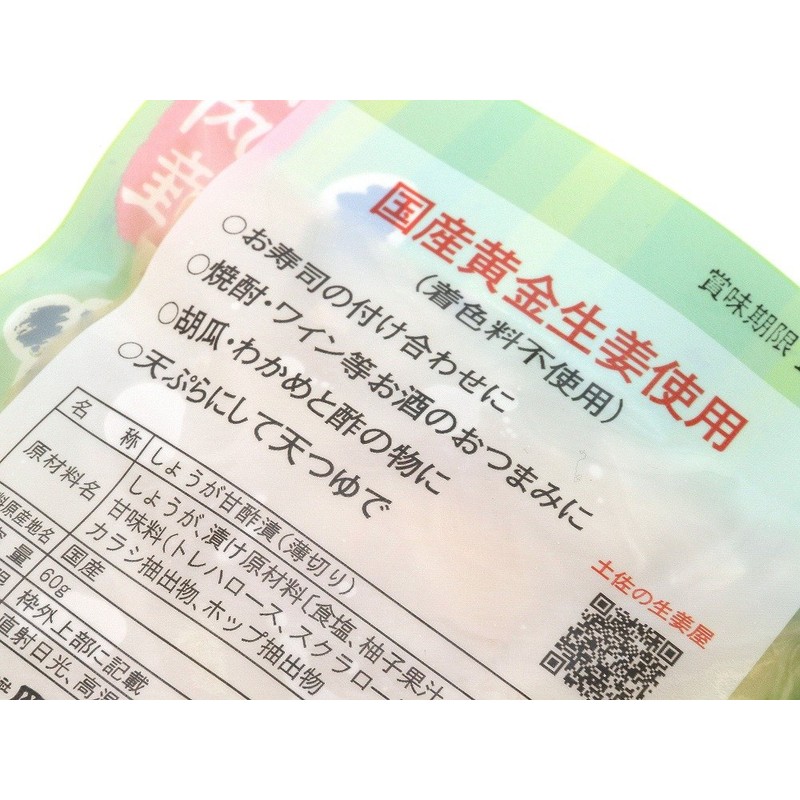 国産黄金生姜使用
(着色料不使用)
賞味期限
○お寿司の付け合わせに
○焼酎・ワイン等お酒のおつまみに
○胡瓜・わかめと酢の物に
○天ぷらにして天つゆで
名 称 しょうが甘酢漬(薄切り)
原材料名 しょうが、漬け原材料〔食塩、柚子果汁
甘味料(トレハロース、スクラロー
カラシ抽出物、ホップ抽出物
料原産地名 国産
量 60g
限 枠外上部に記載
直射日光、高温
土佐の生姜屋